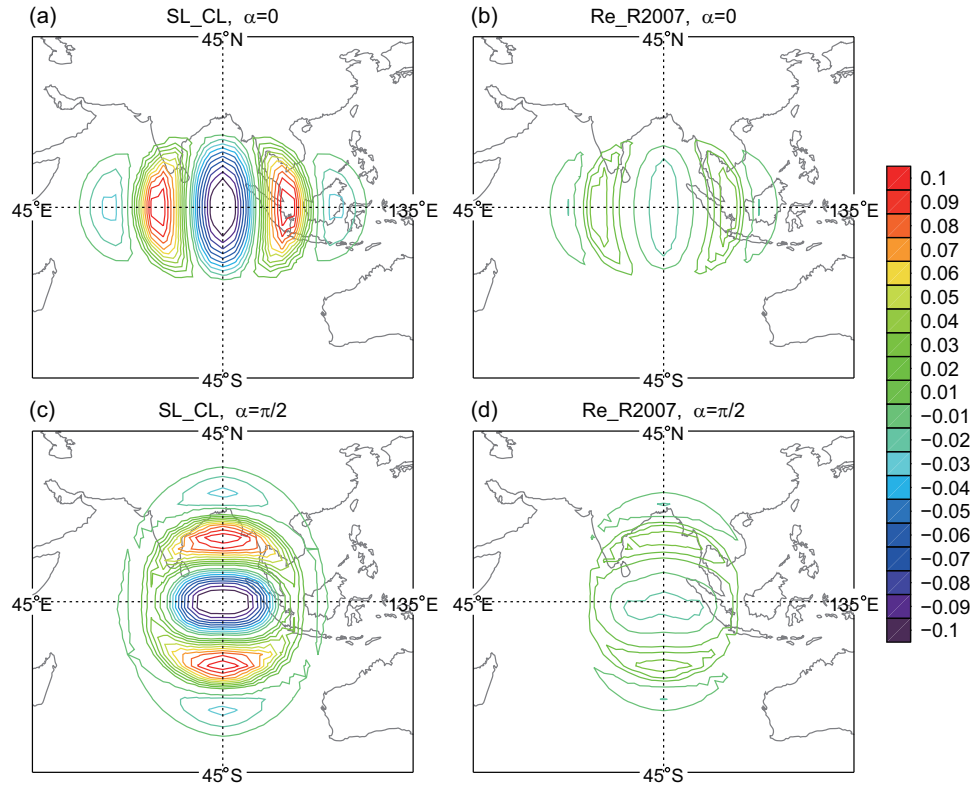 (a) SL_CL, α=0
45°N
45°E
135°E
45°S
(b) Re_R2007, α=0
45°N
45°E
135°E
45°S
(c) SL_CL, α=π/2
45°N
45°E
135°E
45°S
(d) Re_R2007, α=π/2
45°N
45°E
135°E
45°S
0.1
0.09
0.08
0.07
0.06
0.05
0.04
0.03
0.02
0.01
−0.01
−0.02
−0.03
−0.04
−0.05
−0.06
−0.07
−0.08
−0.09
−0.1